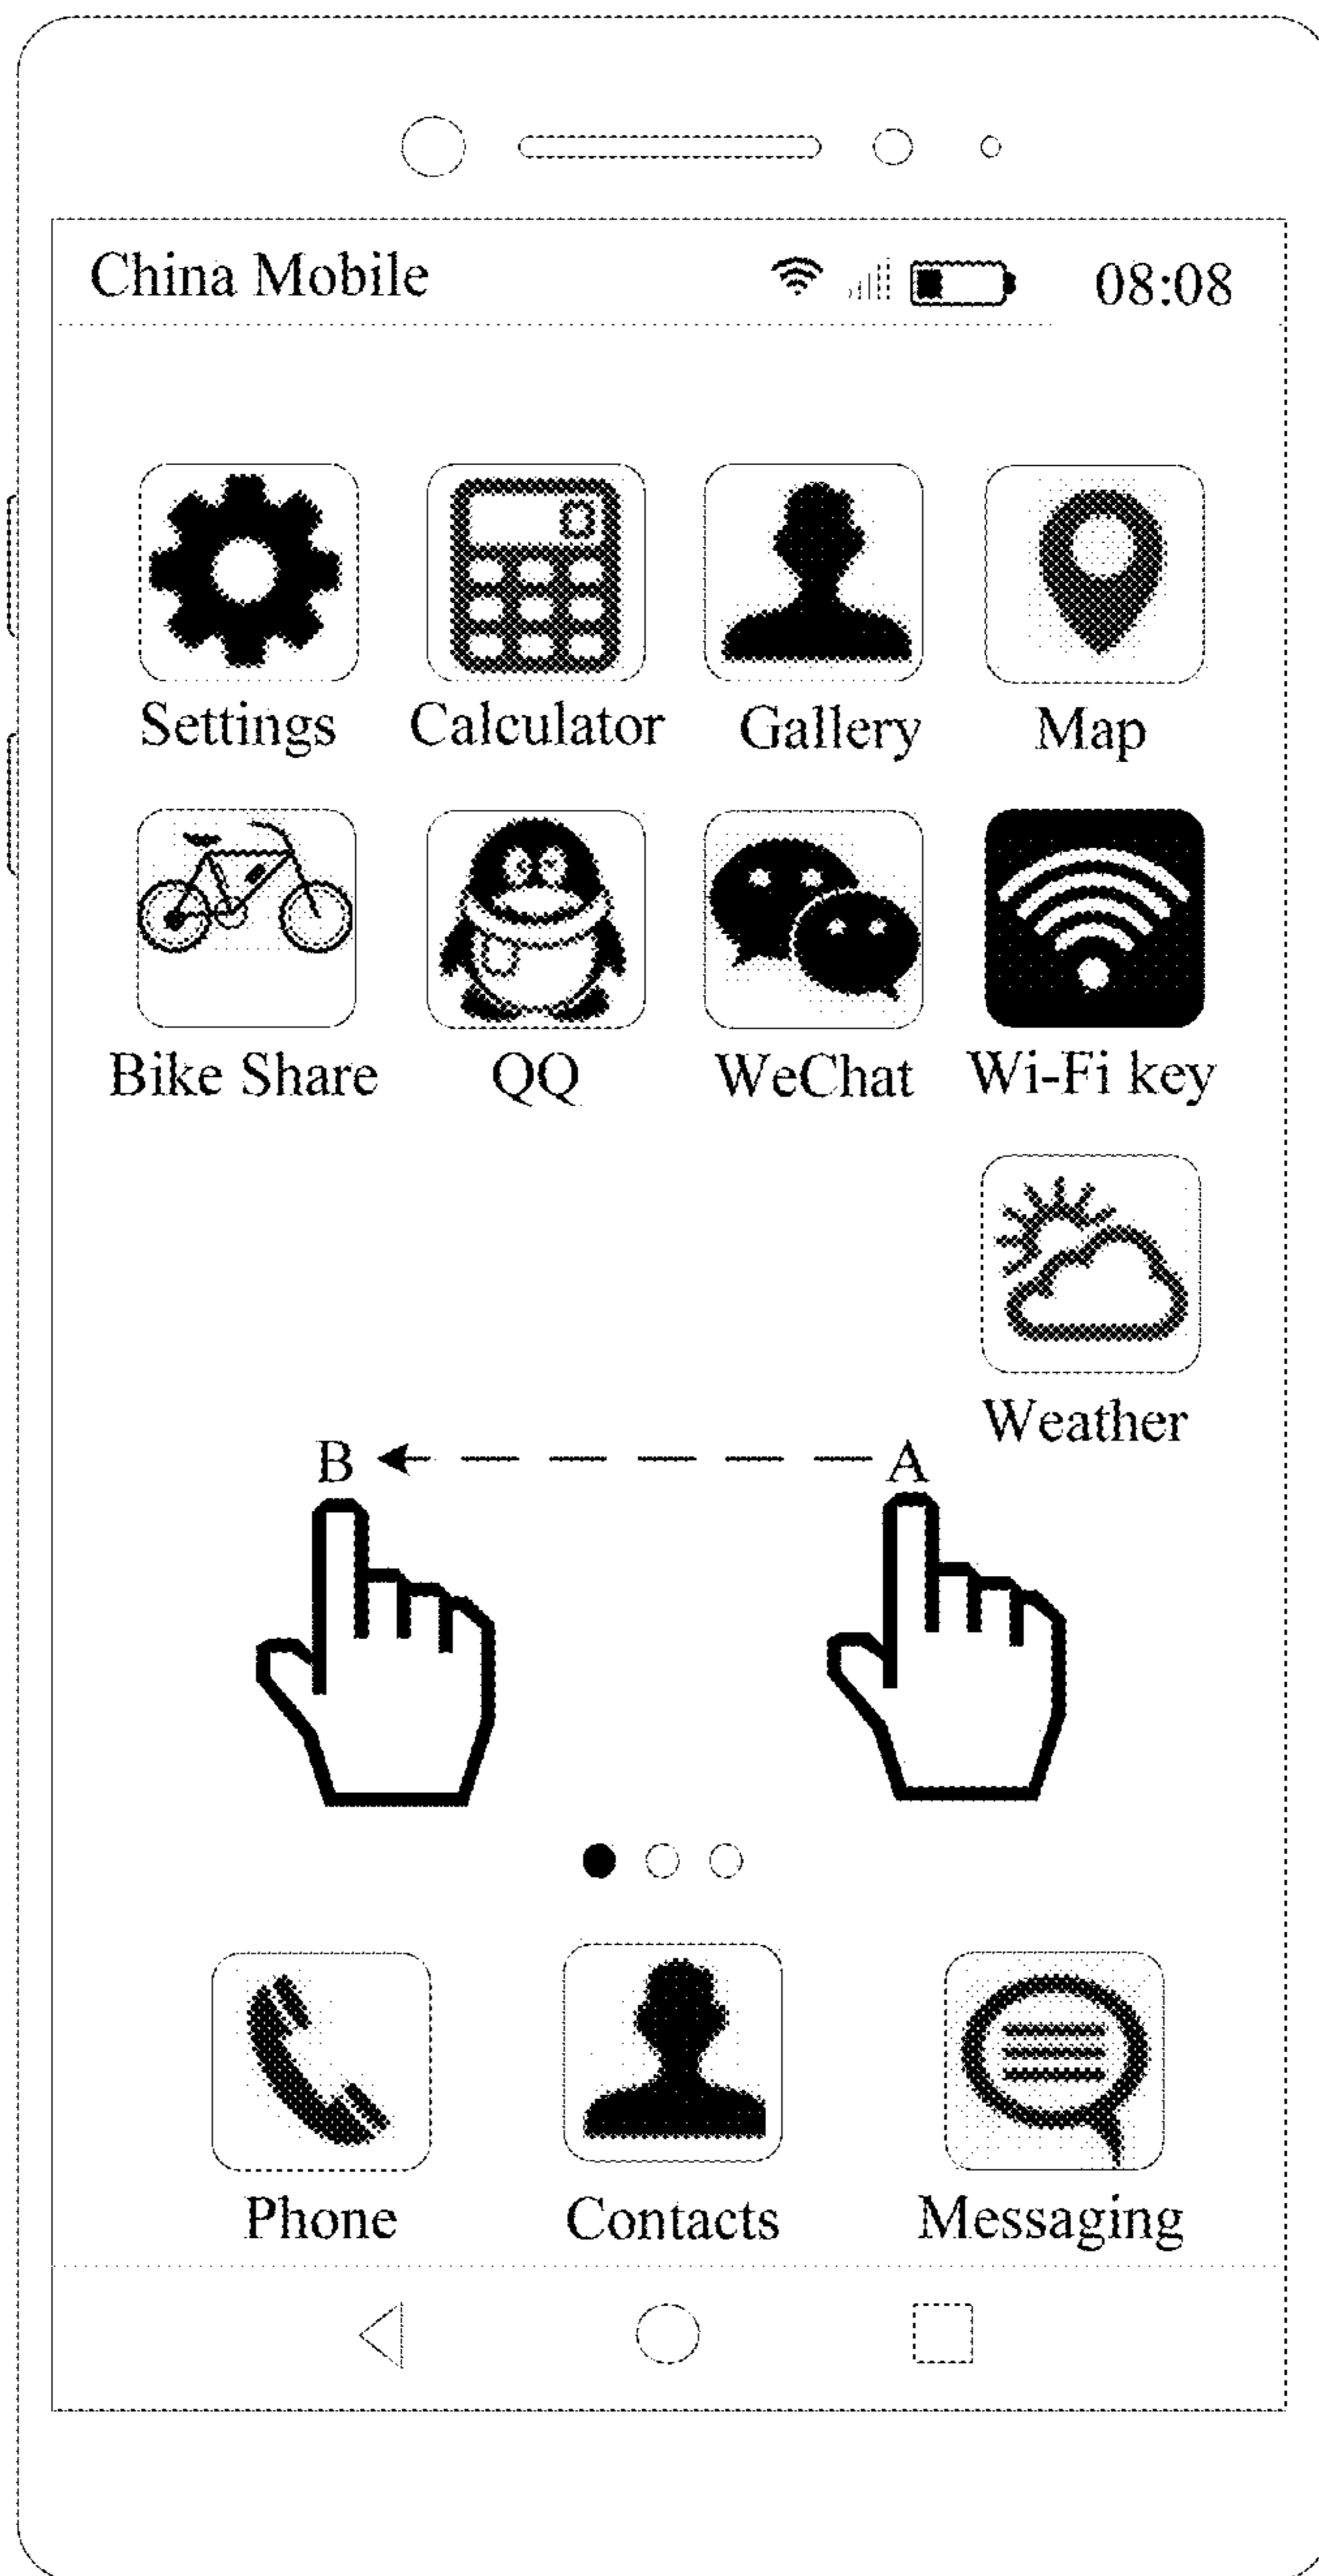 China Mobile 08:08
Settings Calculator Gallery Map
Bike Share QQ WeChat Wi-Fi key
Weather
B A
Phone Contacts Messaging